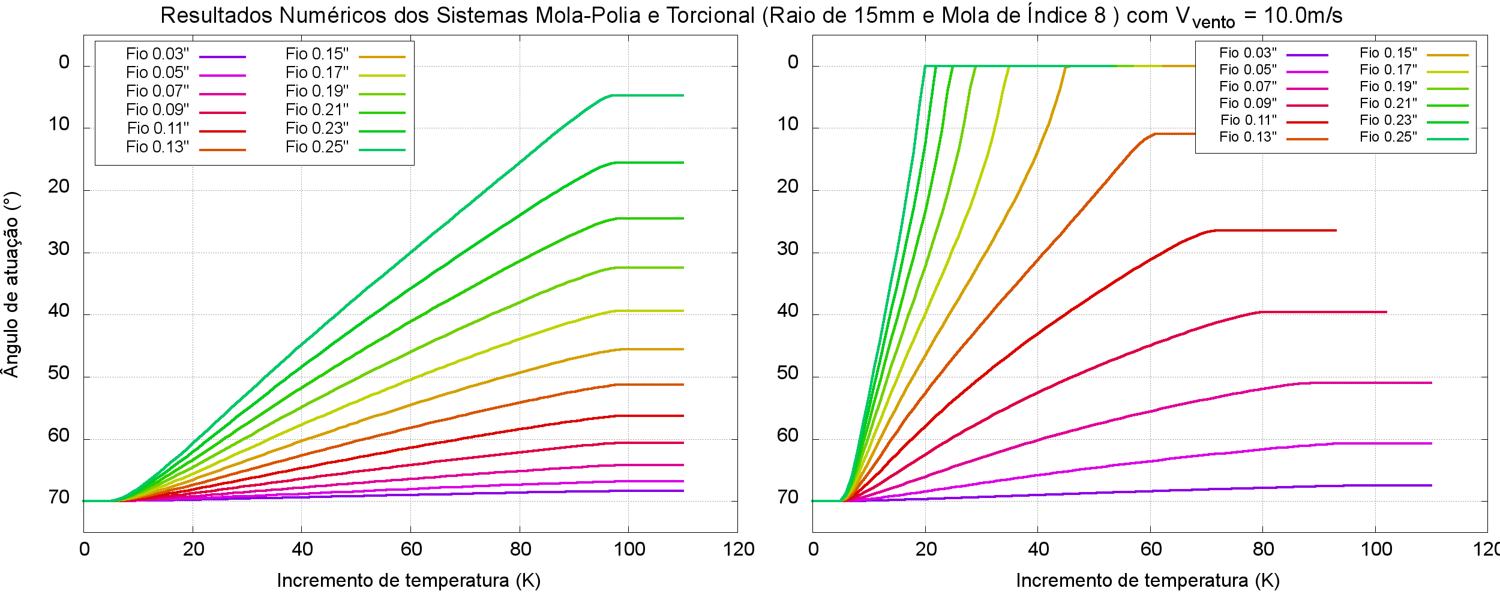 Resultados Numéricos dos Sistemas Mola-Polia e Torcional (Raio de 15mm e Mola de Índice 8 ) com Vvento = 10.0m/s
Ângulo de atuação (°)
0
10
20
30
40
50
60
70
Fio 0.03" Fio 0.15"
Fio 0.05" Fio 0.17"
Fio 0.07" Fio 0.19"
Fio 0.09" Fio 0.21"
Fio 0.11" Fio 0.23"
Fio 0.13" Fio 0.25"
0 20 40 60 80 100 120
Incremento de temperatura (K)
0
10
20
30
40
50
60
70
Fio 0.03" Fio 0.15"
Fio 0.05" Fio 0.17"
Fio 0.07" Fio 0.19"
Fio 0.09" Fio 0.21"
Fio 0.11" Fio 0.23"
Fio 0.13" Fio 0.25"
0 20 40 60 80 100 120
Incremento de temperatura (K)